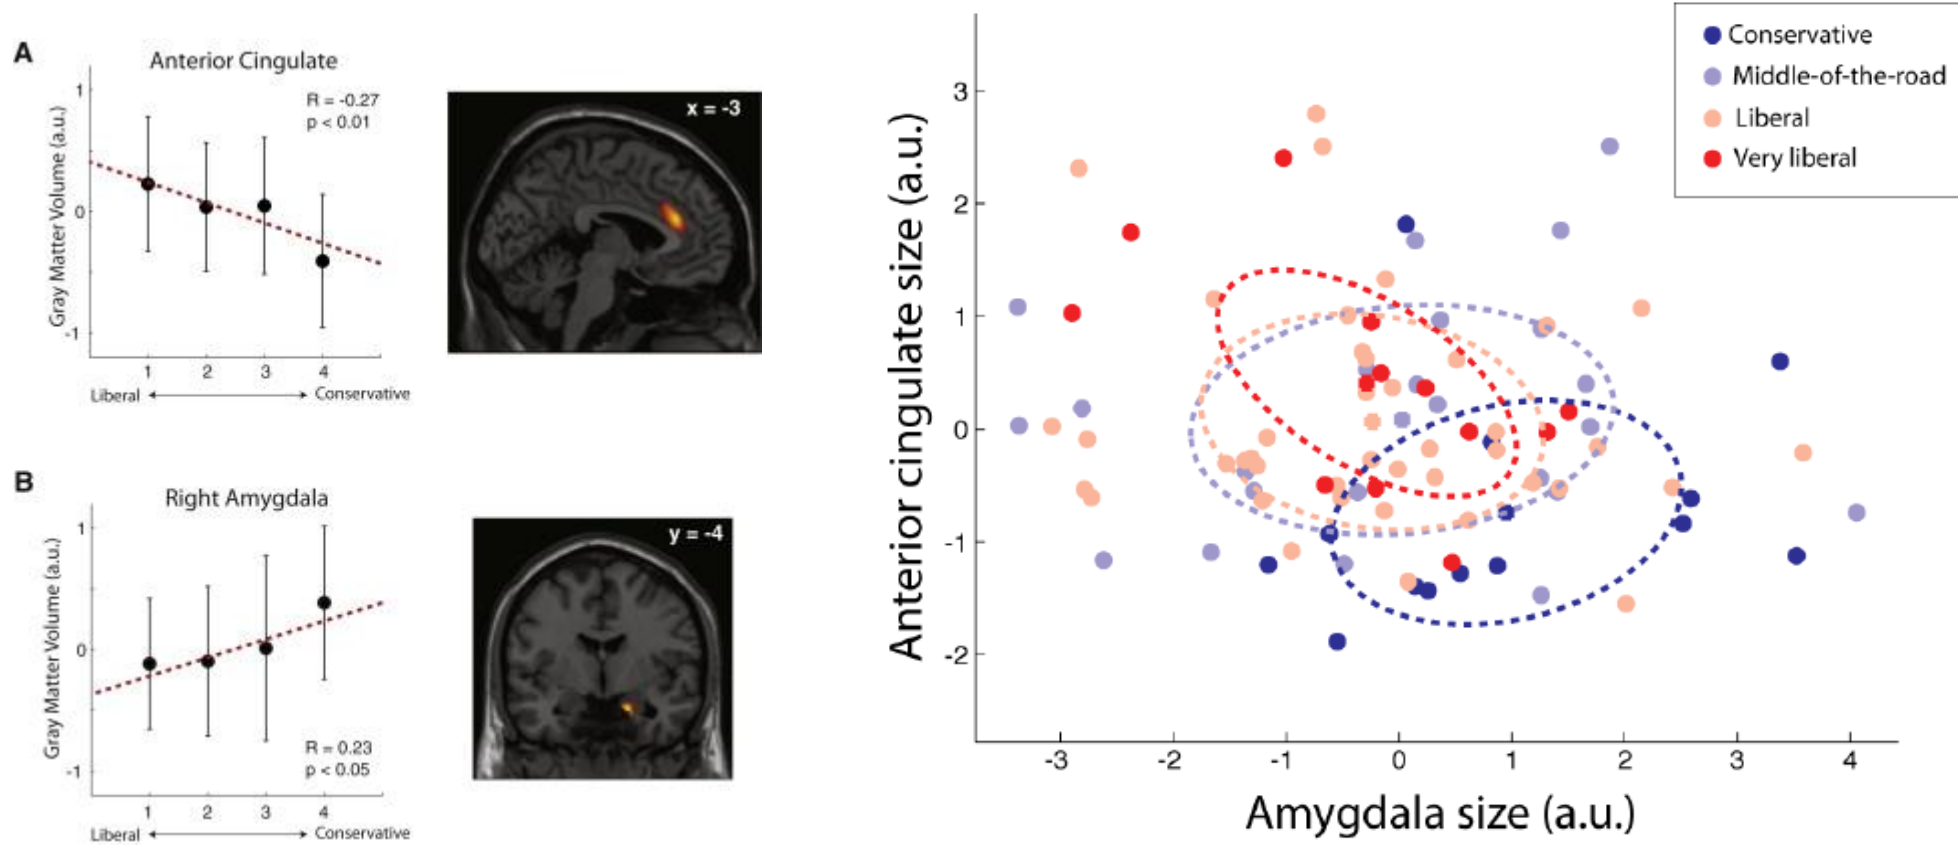 A
Anterior Cingulate
R = -0.27
p < 0.01
Gray Matter Volume (a.u.)
1
0
-1
1 2 3 4
Liberal Conservative
x = -3
B
Right Amygdala
R = 0.23
p < 0.05
Gray Matter Volume (a.u.)
1
0
-1
1 2 3 4
Liberal Conservative
y = -4
Conservative
Middle-of-the-road
Liberal
Very liberal
Anterior cingulate size (a.u.)
3
2
1
0
-1
-2
-3 -2 -1 0 1 2 3 4
Amygdala size (a.u.)